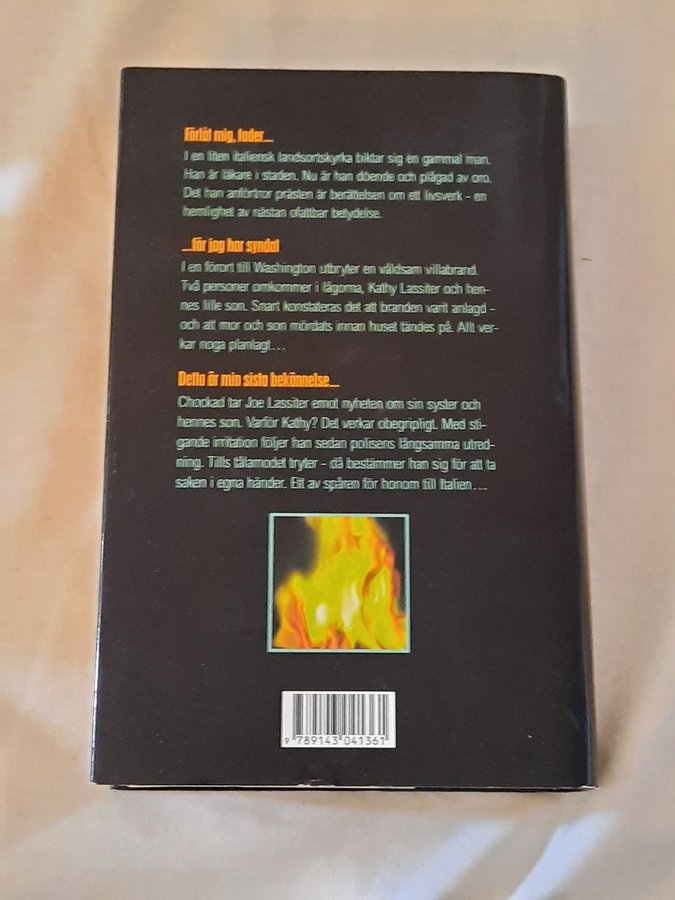 Förlåt mig, fader...
I en liten italiensk landsortskyrka biktar sig en gammal man.
Han är läkare i staden. Nu är han döende och plågad av oro.
Det han anförtror prästen är berättelsen om ett livsverk – en
hemlighet av nästan ofattbar betydelse.
...för jag har syndat
I en förort till Washington utbryter en våldsam villabrand.
Två personer omkommer i lågorna, Kathy Lassiter och hen-
nes lille son. Snart konstateras det att branden varit anlagd –
och att mor och son mördats innan huset tändes på. Allt ver-
kar noga planlagt...
Detta är min sista bekännelse...
Chockad tar Joe Lassiter emot nyheten om sin syster och
hennes son. Varför Kathy? Det verkar obegripligt. Med sti-
gande irritation följer han sedan polisens långsamma utred-
ning. Tills tålamodet tryter – då bestämmer han sig för att ta
saken i egna händer. Ett av spåren för honom till Italien...
9 789143 041361